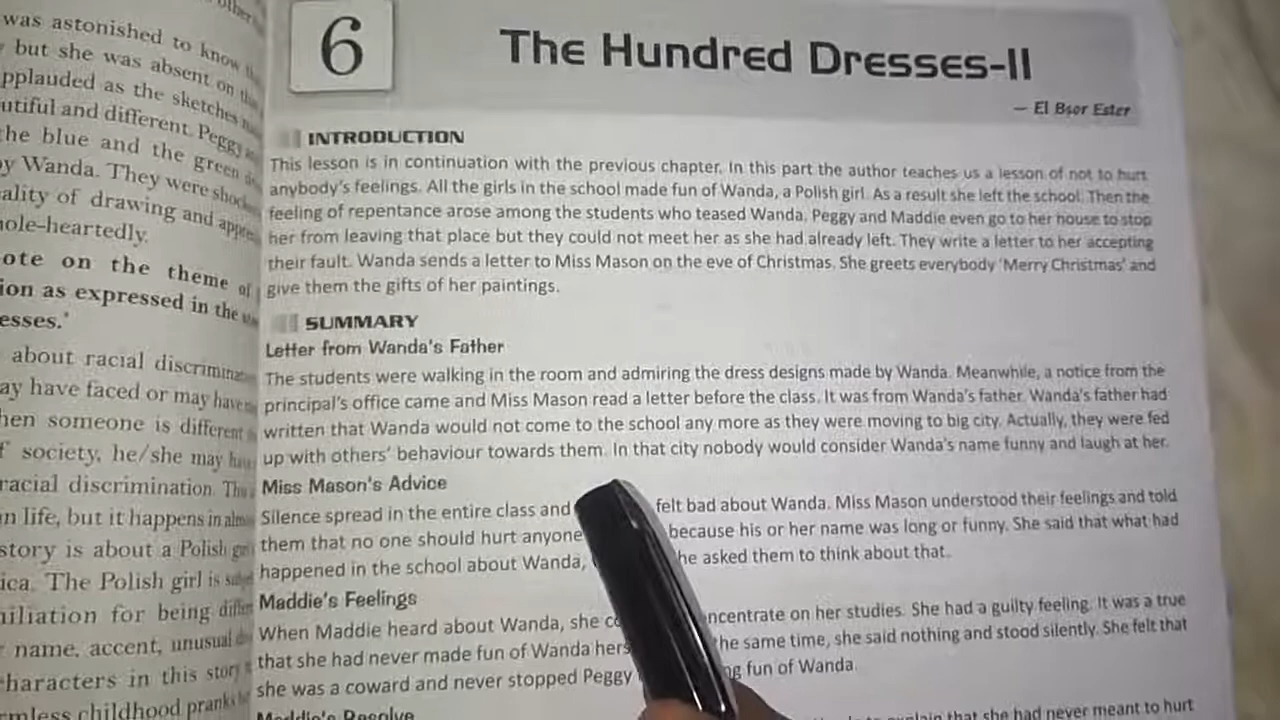 was astonished to know
but she was absent on
pplauded as the sketches
utiful and different. Peggy
the blue and the green
by Wanda. They were
ality of drawing and
ole-heartedly.
ote on the theme of
ion as expressed in the
esses.'
about racial
ay have faced or may have
hen someone is different
f society, he/she may
racial discrimination.
n life, but it happens in
story is about a Polish
ica. The Polish girl is
niliation for being
name, accent, unusual
characters in this story
rmless childhood pranks
6
The Hundred Dresses-II
— El Bsor Ester
INTRODUCTION
This lesson is in continuation with the previous chapter. In this part the author teaches us a lesson of not to hurt
anybody's feelings. All the girls in the school made fun of Wanda, a Polish girl. As a result she left the school. Then the
feeling of repentance arose among the students who teased Wanda. Peggy and Maddie even go to her house to stop
her from leaving that place but they could not meet her as she had already left. They write a letter to her accepting
their fault. Wanda sends a letter to Miss Mason on the eve of Christmas. She greets everybody 'Merry Christmas' and
give them the gifts of her paintings.
SUMMARY
Letter from Wanda's Father
The students were walking in the room and admiring the dress designs made by Wanda. Meanwhile, a notice from the
principal's office came and Miss Mason read a letter before the class. It was from Wanda's father. Wanda's father had
written that Wanda would not come to the school any more as they were moving to big city. Actually, they were fed
up with others' behaviour towards them. In that city nobody would consider Wanda's name funny and laugh at her.
Miss Mason's Advice
Silence spread in the entire class and felt bad about Wanda. Miss Mason understood their feelings and told
them that no one should hurt anyone because his or her name was long or funny. She said that what had
happened in the school about Wanda, he asked them to think about that.
Maddie's Feelings
When Maddie heard about Wanda, she ncentrate on her studies. She had a guilty feeling. It was a true
that she had never made fun of Wanda hers he same time, she said nothing and stood silently. She felt that
she was a coward and never stopped Peggy ng fun of Wanda.
Maddie's Resolve
explain that she had never meant to hurt